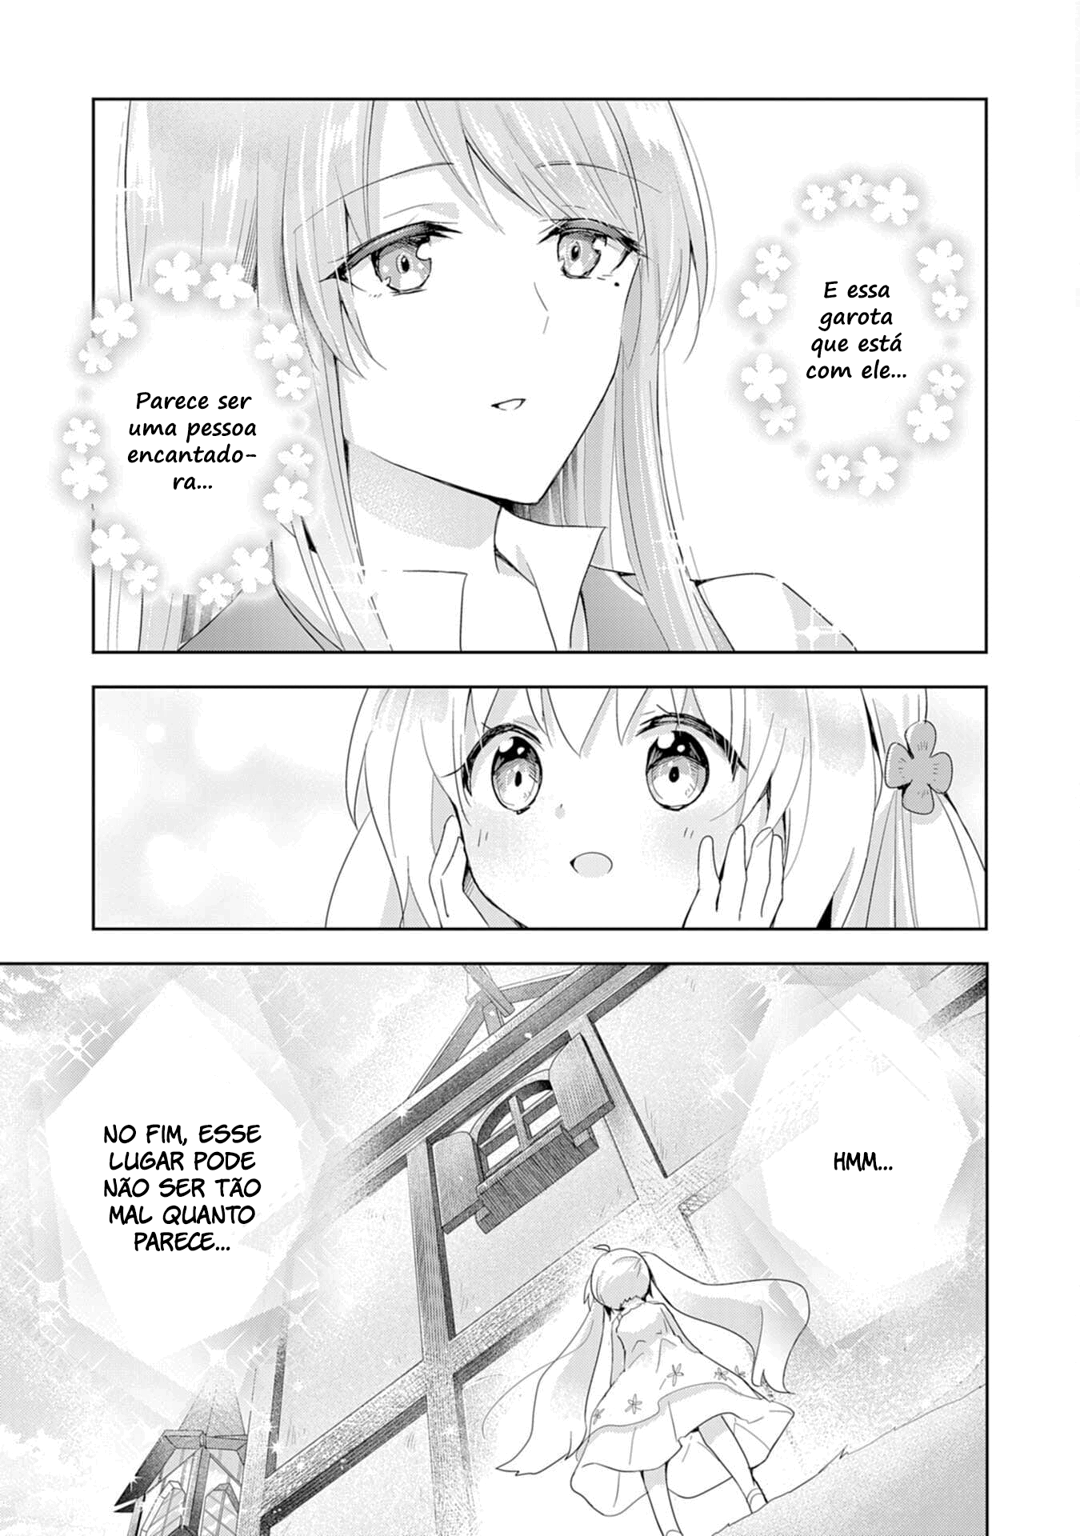 E essa
garota
que está
com ele...
Parece ser
uma pessoa
encantado-
ra...
HMM...
NO FIM, ESSE
LUGAR PODE
NÃO SER TÃO
MAL QUANTO
PARECE...